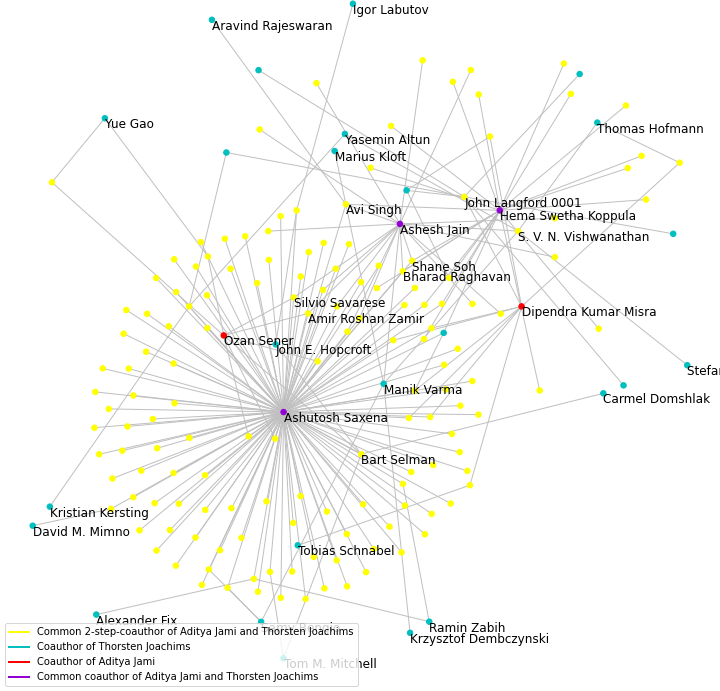 Igor Labutov
Aravind Rajeswaran
Yue Gao
Thomas Hofmann
Yasemin Altun
Marius Kloft
John Langford 0001
Avi Singh
Hema Swetha Koppula
Ashesh Jain
S. V. N. Vishwanathan
Shane Soh
Bharad Raghavan
Silvio Savarese
Dipendra Kumar Misra
Amir Roshan Zamir
Ozan Sener
John E. Hopcroft
Stefan
Manik Varma
Carmel Domshlak
Ashutosh Saxena
Bart Selman
Kristian Kersting
David M. Mimno
Tobias Schnabel
Alexander Fix
Ramin Zabih
Krzysztof Dembczynski
Tom M. Mitchell
Common 2-step-coauthor of Aditya Jami and Thorsten Joachims
Coauthor of Thorsten Joachims
Coauthor of Aditya Jami
Common coauthor of Aditya Jami and Thorsten Joachims